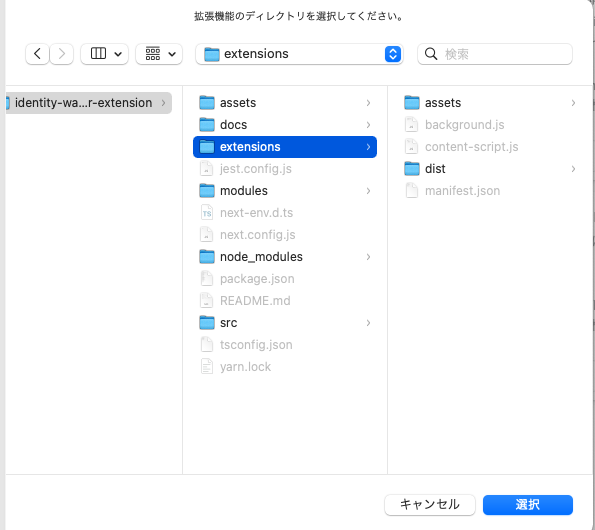 拡張機能のディレクトリを選択してください。
extensions
検索
identity-wa...r-extension
assets
docs
extensions
jest.config.js
modules
next-env.d.ts
next.config.js
node_modules
package.json
README.md
src
tsconfig.json
yarn.lock
assets
background.js
content-script.js
dist
manifest.json
キャンセル
選択